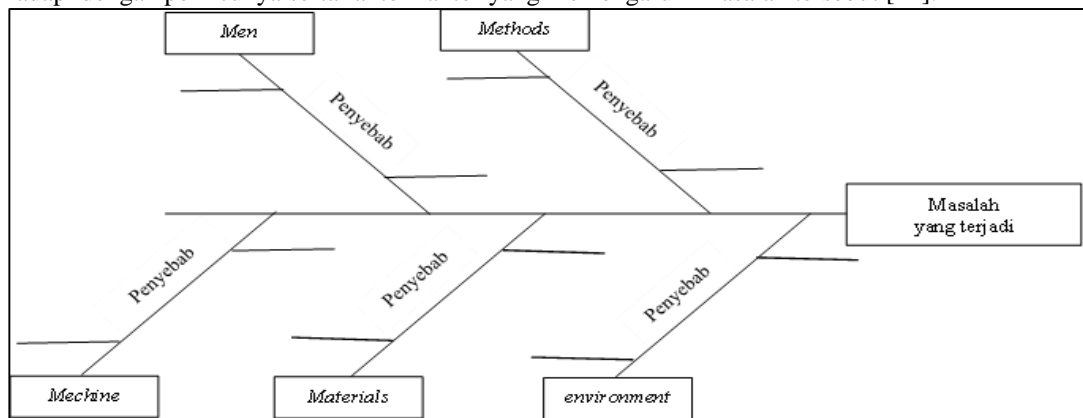 Men
Methods
Penyebab
Penyebab
Masalah
yang terjadi
Penyebab
Penyebab
Penyebab
Mechine
Materials
environment